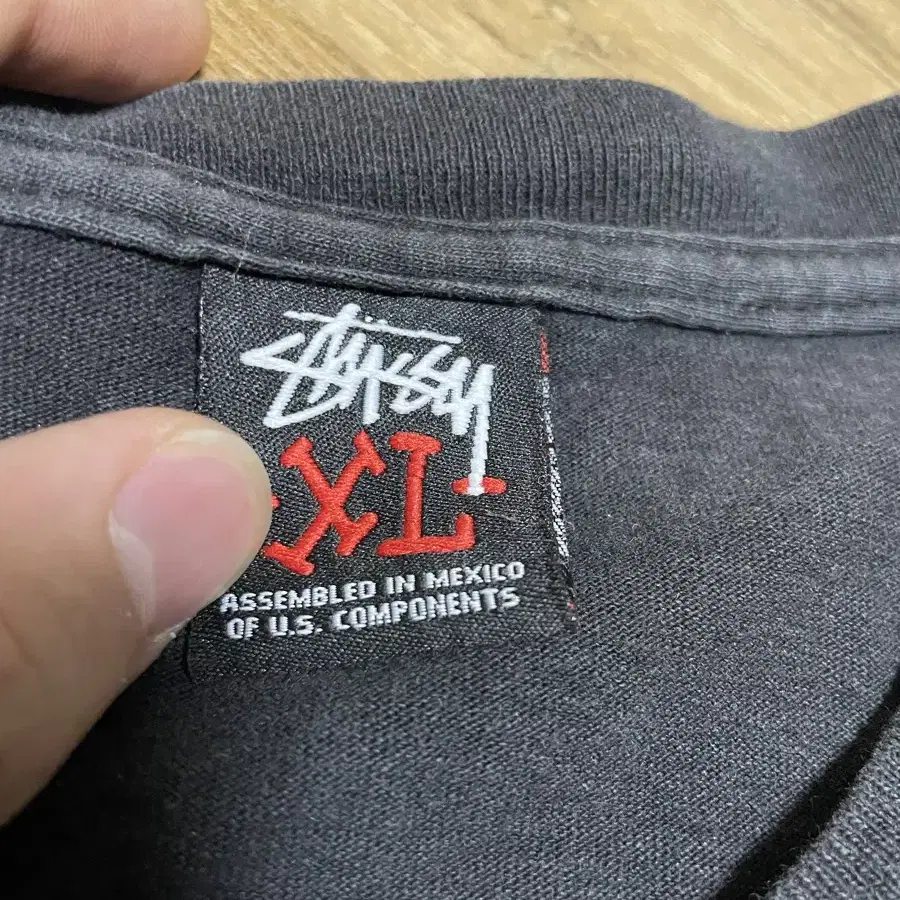 Stüssy
XL
ASSEMBLED IN MEXICO
OF U.S. COMPONENTS